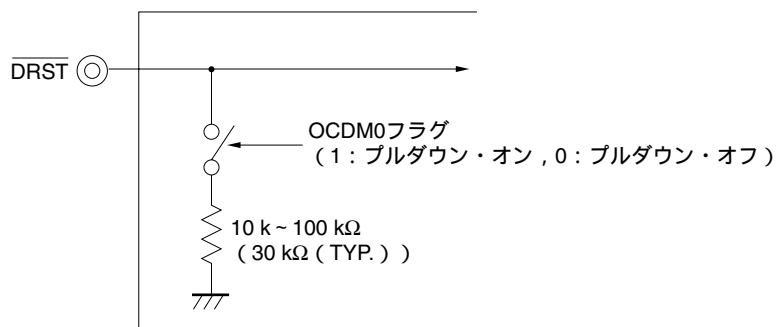 DRST
OCDM0フラグ
（1：プルダウン・オン，0：プルダウン・オフ）
10 k ~ 100 kΩ
（30 kΩ（TYP.））